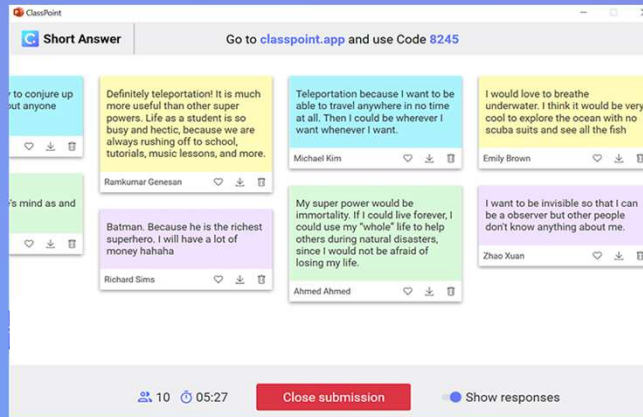 ClassPoint
Short Answer
Go to classpoint.app and use Code 8245
to conjure up
out anyone
's mind as and
Definitely teleportation! It is much
more useful than other super
powers. Life as a student is so
busy and hectic, because we are
always rushing off to school,
tutorials, music lessons, and more.
Ramkumar Genesan
Batman. Because he is the richest
superhero. I will have a lot of
money hahaha
Richard Sims
Teleportation because I want to be
able to travel anywhere in no time
at all. Then I could be wherever I
want whenever I want.
Michael Kim
My super power would be
immortality. If I could live forever, I
could use my "whole" life to help
others during natural disasters,
since I would not be afraid of
losing my life.
Ahmed Ahmed
I would love to breathe
underwater. I think it would be very
cool to explore the ocean with no
scuba suits and see all the fish
Emily Brown
I want to be invisible so that I can
be a observer but other people
don't know anything about me.
Zhao Xuan
10
05:27
Close submission
Show responses